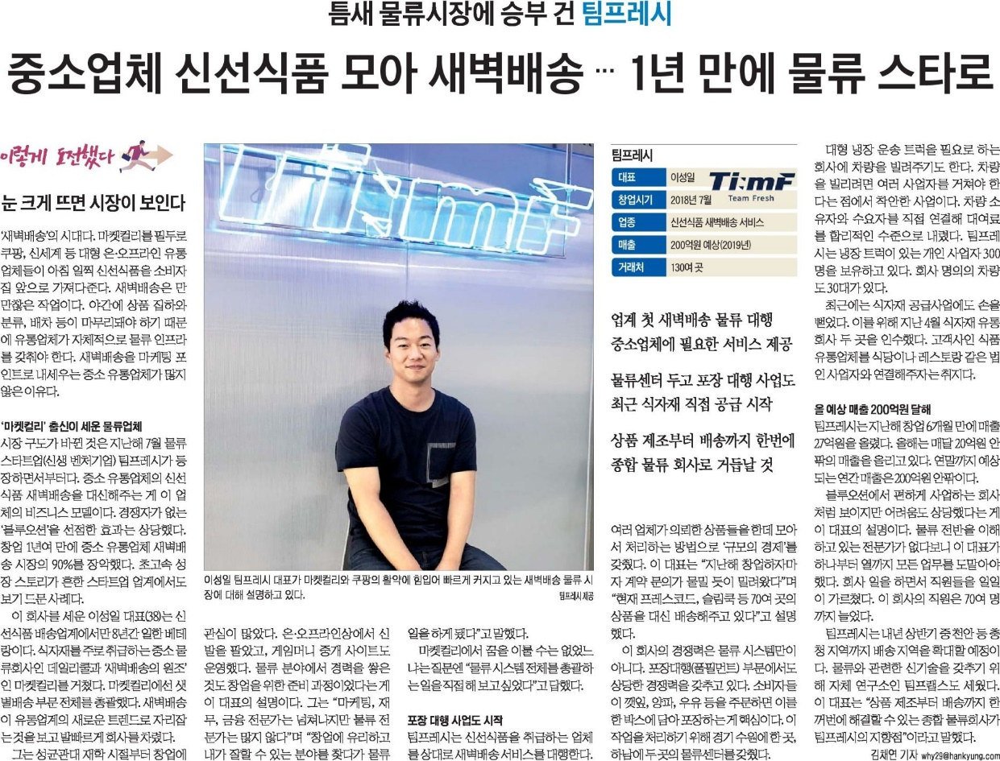 틈새 물류시장에 승부 건 팀프레시
중소업체 신선식품 모아 새벽배송 … 1년 만에 물류 스타로
이렇게 도전했다
눈 크게 뜨면 시장이 보인다
‘새벽배송’의 시대다. 마켓컬리를 필두로
쿠팡, 신세계 등 대형 온·오프라인 유통
업체들이 아침 일찍 신선식품을 소비자
집 앞으로 가져다준다. 새벽배송은 만
만찮은 작업이다. 야간에 상품 집하와
분류, 배차 등이 마무리돼야 하기 때문
에 유통업체가 자체적으로 물류 인프라
를 갖춰야 한다. 새벽배송을 마케팅 포
인트로 내세우는 중소 유통업체가 많지
않은 이유다.
‘마켓컬리’ 출신이 세운 물류업체
시장 구도가 바뀐 것은 지난해 7월 물류
스타트업(신생 벤처기업) 팀프레시가 등
장하면서부터다. 중소 유통업체의 신선
식품 새벽배송을 대신해주는 게 이 업
체의 비즈니스 모델이다. 경쟁자가 없는
‘블루오션’을 선점한 효과는 상당했다.
창업 1년여 만에 중소 유통업체 새벽배
송 시장의 90%를 장악했다. 초고속 성
장 스토리가 흔한 스타트업 업계에서도
보기 드문 사례다.
이 회사를 세운 이성일 대표(38)는 신
선식품 배송업계에서만 8년간 일한 베테
랑이다. 식자재를 주로 취급하는 중소 물
류회사인 데일리쿨과 ‘새벽배송의 원조’
인 마켓컬리를 거쳤다. 마켓컬리에선 샛
별배송 부문 전체를 총괄했다. 새벽배송
이 유통업계의 새로운 트렌드로 자리잡
는 것을 보고 발빠르게 회사를 차렸다.
그는 성균관대 재학 시절부터 창업에
Timf
이성일 팀프레시 대표가 마켓컬리와 쿠팡의 활약에 힘입어 빠르게 커지고 있는 새벽배송 물류 시
장에 대해 설명하고 있다.
팀프레시 제공
관심이 많았다. 온·오프라인상에서 신
발을 팔았고, 게임머니 중개 사이트도
운영했다. 물류 분야에서 경력을 쌓은
것도 창업을 위한 준비 과정이었다는 게
이 대표의 설명이다. 그는 “마케팅, 재
무, 금융 전문가는 넘쳐나지만 물류 전
문가는 많지 않다”며 “창업에 유리하고
내가 잘할 수 있는 분야를 찾다가 물류
일을 하게 됐다”고 말했다.
마켓컬리에서 꿈을 이룰 수는 없었느
냐는 질문엔 “물류 시스템 전체를 총괄하
는 일을 직접 해 보고 싶었다”고 답했다.
포장 대행 사업도 시작
팀프레시는 신선식품을 취급하는 업체
를 상대로 새벽배송 서비스를 대행한다.
팀프레시
대표 이성일
창업시기 2018년 7월
업종 신선식품 새벽배송 서비스
매출 200억원 예상(2019년)
거래처 130여 곳
Ti:mF
Team Fresh
업계 첫 새벽배송 물류 대행
중소업체에 필요한 서비스 제공
물류센터 두고 포장 대행 사업도
최근 식자재 직접 공급 시작
상품 제조부터 배송까지 한번에
종합 물류 회사로 거듭날 것
여러 업체가 의뢰한 상품들을 한데 모아
서 처리하는 방법으로 ‘규모의 경제’를
갖췄다. 이 대표는 “지난해 창업하자마
자 계약 문의가 물밀 듯이 밀려왔다”며
“현재 프레스코드, 슬림쿡 등 70여 곳의
상품을 대신 배송해주고 있다”고 설명
했다.
이 회사의 경쟁력은 물류 시스템만이
아니다. 포장대행(풀필먼트) 부문에서도
상당한 경쟁력을 갖추고 있다. 소비자들
이 깻잎, 양파, 우유 등을 주문하면 이를
한 박스에 담아 포장하는 게 핵심이다. 이
작업을 처리하기 위해 경기 수원에 한 곳,
하남에 두 곳의 물류센터를 갖췄다.
대형 냉장 운송 트럭을 필요로 하는
회사에 차량을 빌려주기도 한다. 차량
을 빌리려면 여러 사업자를 거쳐야 한
다는 점에서 착안한 사업이다. 차량 소
유자와 수요자를 직접 연결해 대여료
를 합리적인 수준으로 내렸다. 팀프레
시는 냉장 트럭이 있는 개인 사업자 300
명을 보유하고 있다. 회사 명의의 차량
도 30대가 있다.
최근에는 식자재 공급사업에도 손을
뻗었다. 이를 위해 지난 4월 식자재 유통
회사 두 곳을 인수했다. 고객사인 식품
유통업체를 식당이나 레스토랑 같은 법
인 사업자와 연결해주자는 취지다.
올 예상 매출 200억원 달해
팀프레시는 지난해 창업 6개월 만에 매출
27억원을 올렸다. 올해는 매달 20억원 안
팎의 매출을 올리고 있다. 연말까지 예상
되는 연간 매출은 200억원 안팎이다.
블루오션에서 편하게 사업하는 회사
처럼 보이지만 어려움도 상당했다는 게
이 대표의 설명이다. 물류 전반을 이해
하고 있는 전문가가 없다보니 이 대표가
하나부터 열까지 모든 업무를 도맡아야
했다. 회사 일을 하면서 직원들을 일일
이 가르쳤다. 이 회사의 직원은 70여 명
까지 늘었다.
팀프레시는 내년 상반기 중 천안 등 충
청 지역까지 배송 지역을 확대할 예정이
다. 물류와 관련한 신기술을 갖추기 위
해 자체 연구소인 팀프랩스도 세웠다.
이 대표는 “상품 제조부터 배송까지 한
꺼번에 해결할 수 있는 종합 물류회사가
팀프레시의 지향점”이라고 말했다.
김채연 기자 why29@hankyung.com